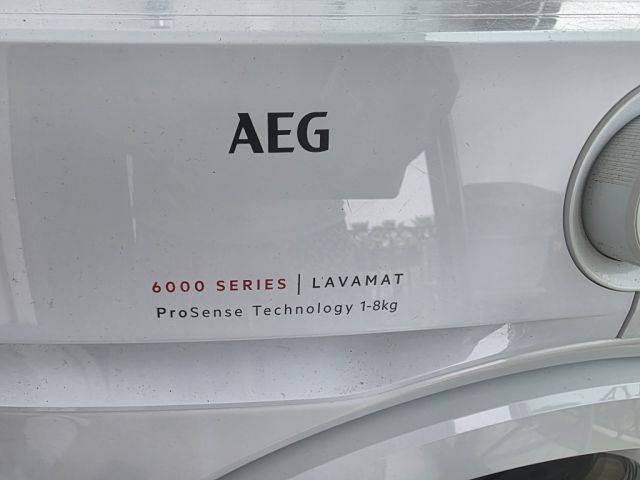 AEG
6000 SERIES | LAVAMAT
ProSense Technology 1-8kg